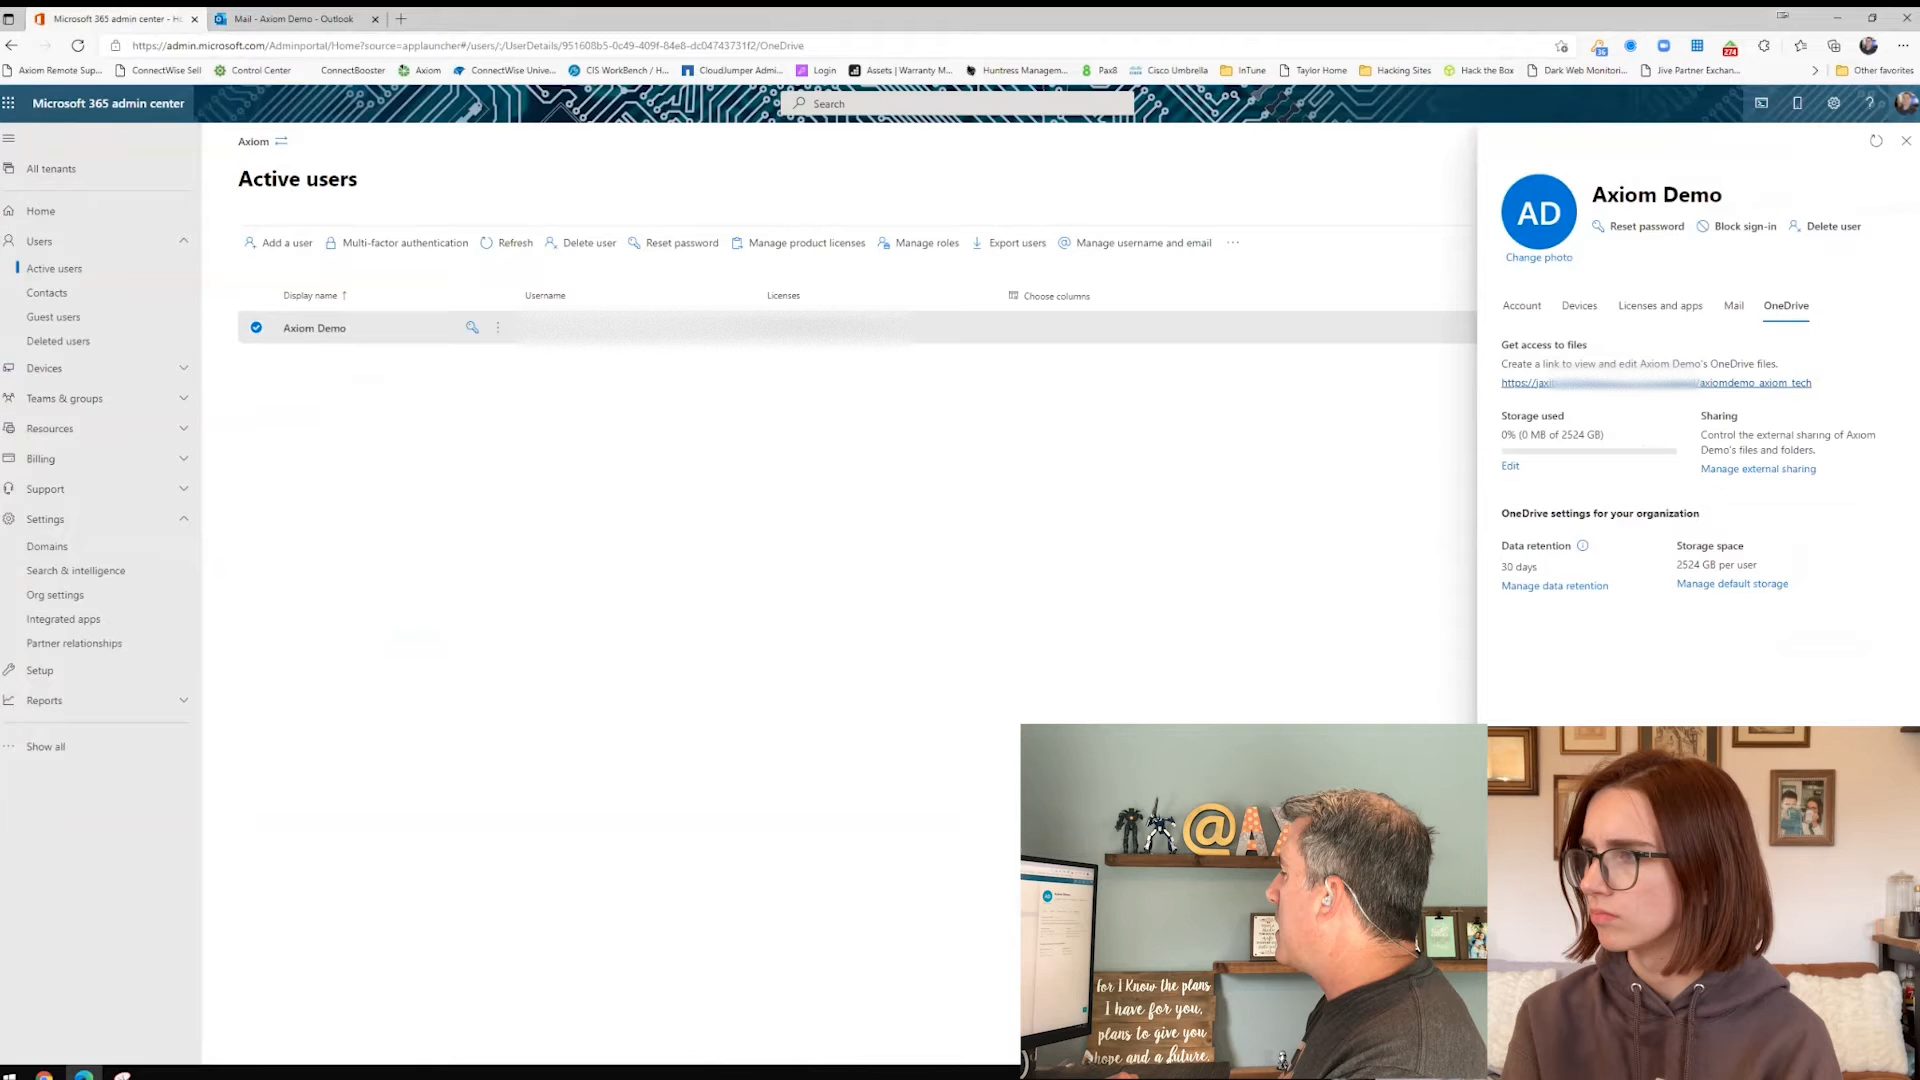 Microsoft 365 admin center - Ho
Mail - Axiom Demo - Outlook
https://admin.microsoft.com/Adminportal/Home?source=applauncher#/users/:/UserDetails/951608b5-0c49-409f-84e8-dc04743731f2/OneDrive
36
274
Axiom Remote Sup...
ConnectWise Sell
Control Center
ConnectBooster
Axiom
ConnectWise Unive...
CIS WorkBench / H...
CloudJumper Admi...
Login
Assets | Warranty M...
Huntress Managem...
Pax8
Cisco Umbrella
InTune
Taylor Home
Hacking Sites
Hack the Box
Dark Web Monitori...
Jive Partner Exchan...
Other favorites
Microsoft 365 admin center
Search
All tenants
Home
Users
Active users
Contacts
Guest users
Deleted users
Devices
Teams & groups
Resources
Billing
Support
Settings
Domains
Search & intelligence
Org settings
Integrated apps
Partner relationships
Setup
Reports
Show all
Axiom
Active users
Add a user
Multi-factor authentication
Refresh
Delete user
Reset password
Manage product licenses
Manage roles
Export users
Manage username and email
Display name ↑
Username
Licenses
Choose columns
Axiom Demo
AD
Change photo
Axiom Demo
Reset password
Block sign-in
Delete user
Account
Devices
Licenses and apps
Mail
OneDrive
Get access to files
Create a link to view and edit Axiom Demo's OneDrive files.
https://jaxi
/axiomdemo_axiom_tech
Storage used
0% (0 MB of 2524 GB)
Edit
Sharing
Control the external sharing of Axiom
Demo's files and folders.
Manage external sharing
OneDrive settings for your organization
Data retention
30 days
Manage data retention
Storage space
2524 GB per user
Manage default storage
@AX
for I Know the plans
I have for you,
plans to give you
hope and a future.